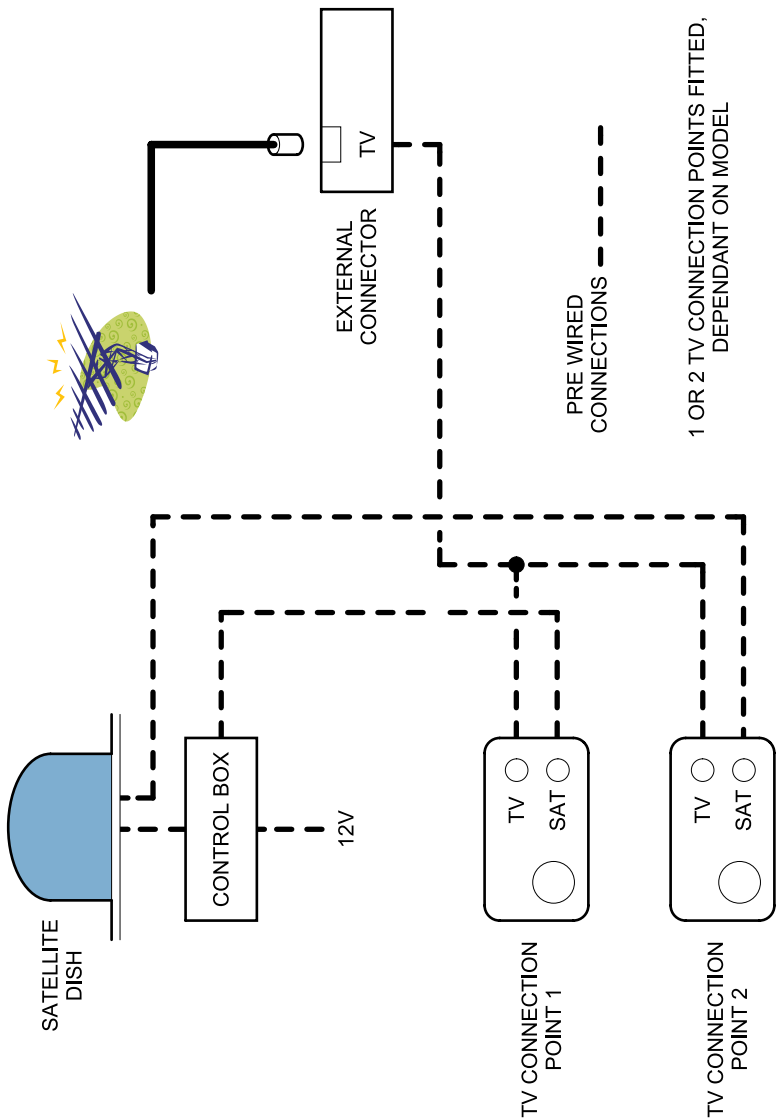 SATELLITE
DISH
CONTROL BOX
12V
TV CONNECTION
POINT 1
TV
SAT
TV CONNECTION
POINT 2
TV
SAT
EXTERNAL
CONNECTOR
TV
PRE WIRED
CONNECTIONS
1 OR 2 TV CONNECTION POINTS FITTED,
DEPENDANT ON MODEL